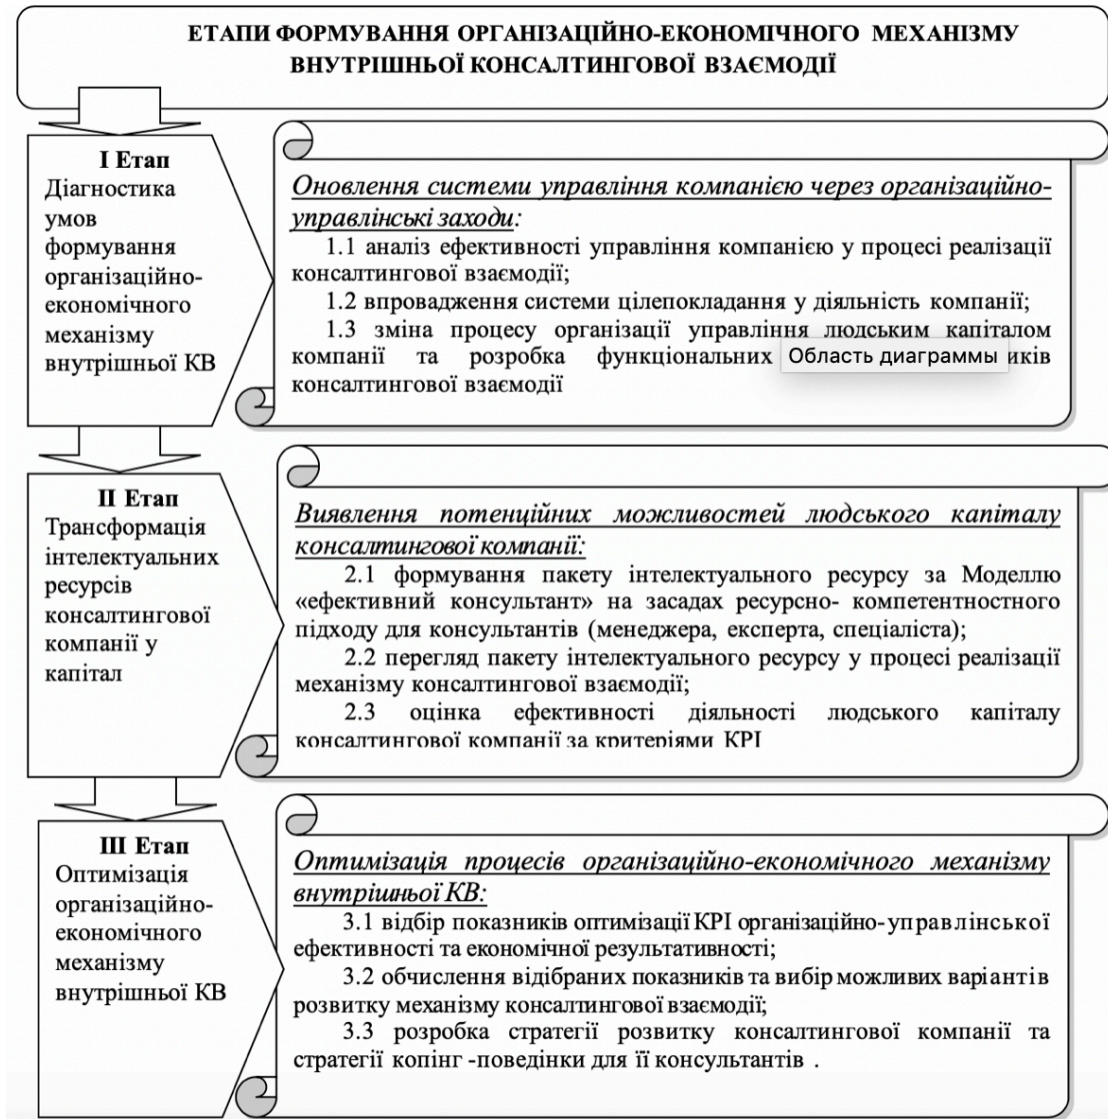 ЕТАПИ ФОРМУВАННЯ ОРГАНІЗАЦІЙНО-ЕКОНОМІЧНОГО МЕХАНІЗМУ
ВНУТРІШНЬОЇ КОНСАЛТИНГОВОЇ ВЗАЄМОДІЇ
І Етап
Діагностика
умов
формування
організаційно-
економічного
механізму
внутрішньої КВ
Оновлення системи управління компанією через організаційно-
управлінські заходи:
1.1 аналіз ефективності управління компанією у процесі реалізації
консалтингової взаємодії;
1.2 впровадження системи цілепокладання у діяльність компанії;
1.3 зміна процесу організації управління людським капіталом
компанії та розробка функціональних
Область диаграммы
иків
консалтингової взаємодії
ІІ Етап
Трансформація
інтелектуальних
ресурсів
консалтингової
компанії у
капітал
Виявлення потенційних можливостей людського капіталу
консалтингової компанії:
2.1 формування пакету інтелектуального ресурсу за Моделлю
«ефективний консультант» на засадах ресурсно- компетентностного
підходу для консультантів (менеджера, експерта, спеціаліста);
2.2 перегляд пакету інтелектуального ресурсу у процесі реалізації
механізму консалтингової взаємодії;
2.3 оцінка ефективності діяльності людського капіталу
консалтингової компанії за критеріями КРІ
ІІІ Етап
Оптимізація
організаційно-
економічного
механізму
внутрішньої КВ
Оптимізація процесів організаційно-економічного механізму
внутрішньої КВ:
3.1 відбір показників оптимізації КРІ організаційно-управлінської
ефективності та економічної результативності;
3.2 обчислення відібраних показників та вибір можливих варіантів
розвитку механізму консалтингової взаємодії;
3.3 розробка стратегії розвитку консалтингової компанії та
стратегії копінг -поведінки для її консультантів .